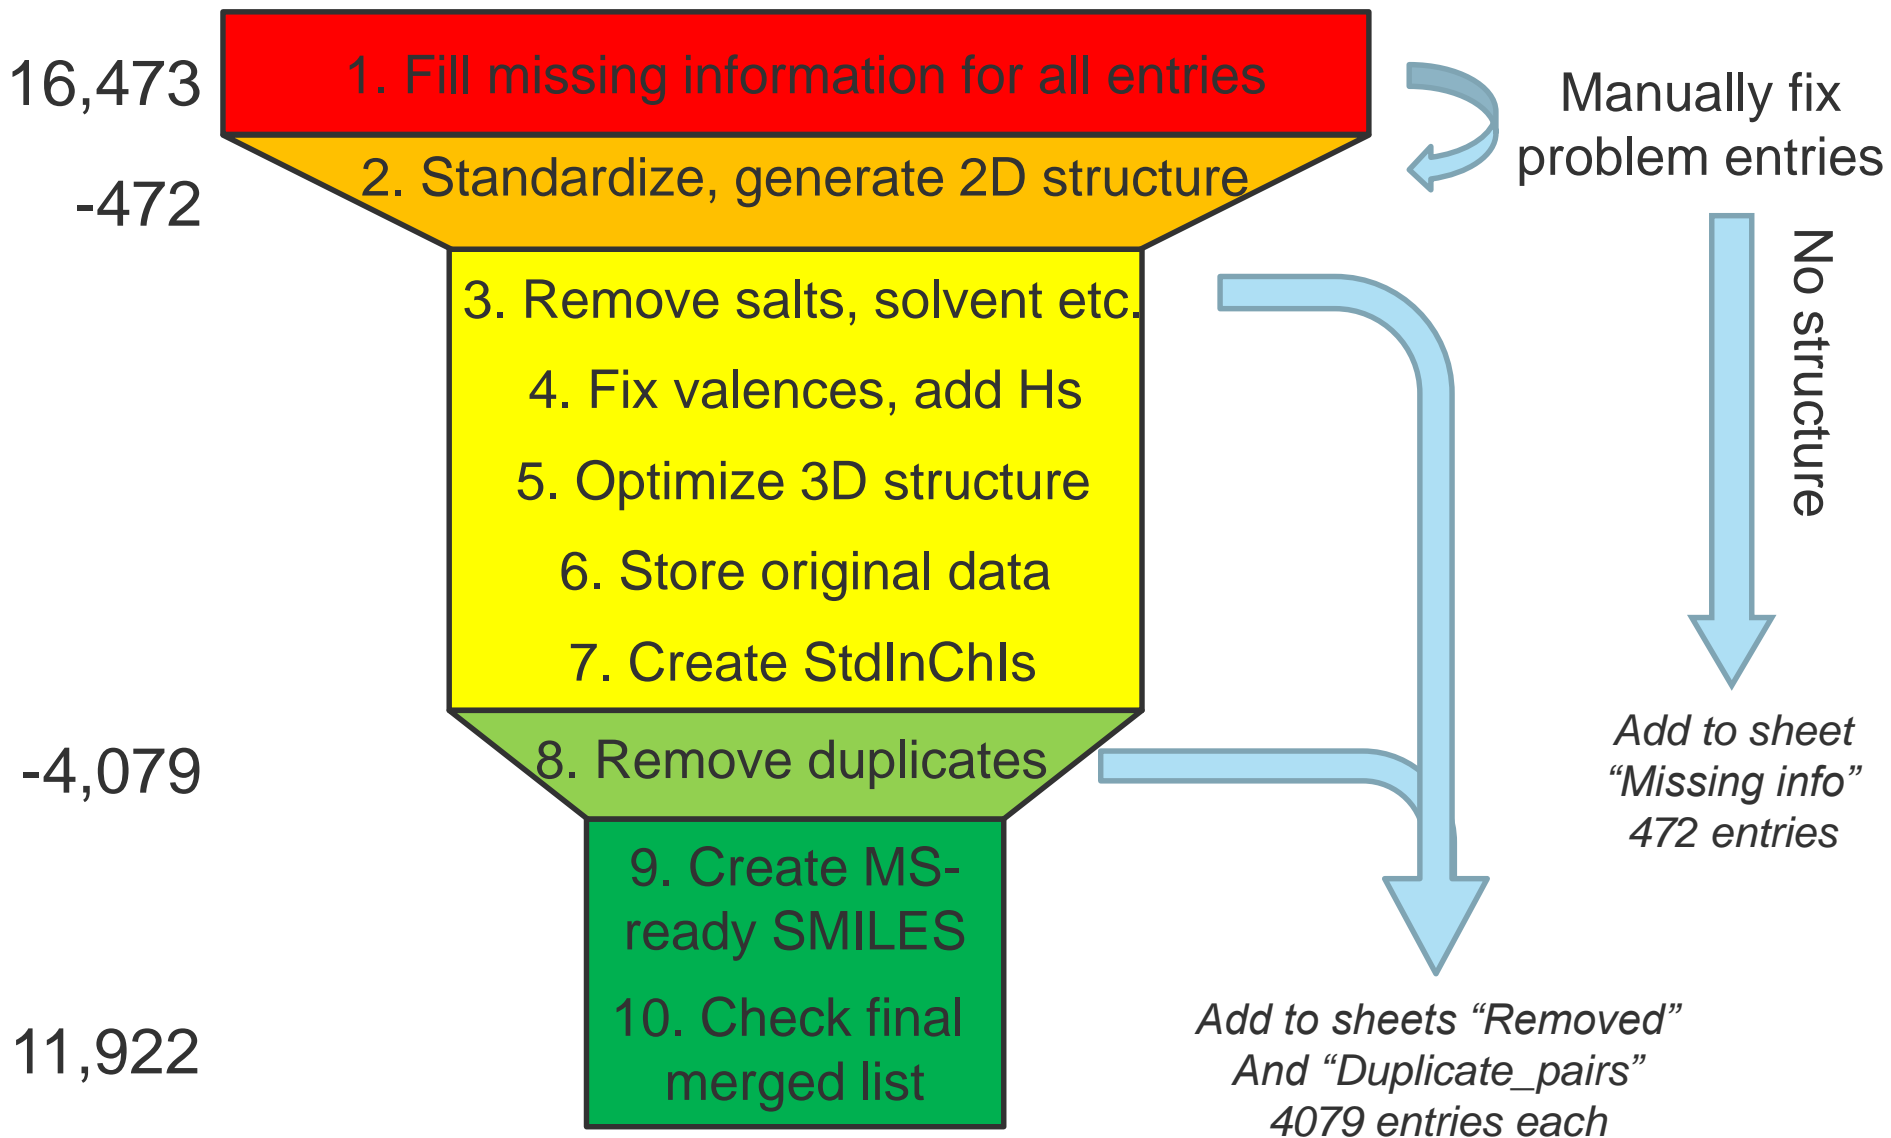 16,473
1. Fill missing information for all entries
Manually fix
problem entries
-472
2. Standardize, generate 2D structure
No structure
3. Remove salts, solvent etc.
4. Fix valences, add Hs
5. Optimize 3D structure
6. Store original data
7. Create StdInChIs
-4,079
8. Remove duplicates
Add to sheet
“Missing info”
472 entries
9. Create MS-
ready SMILES
11,922
10. Check final
merged list
Add to sheets “Removed”
And “Duplicate_pairs”
4079 entries each